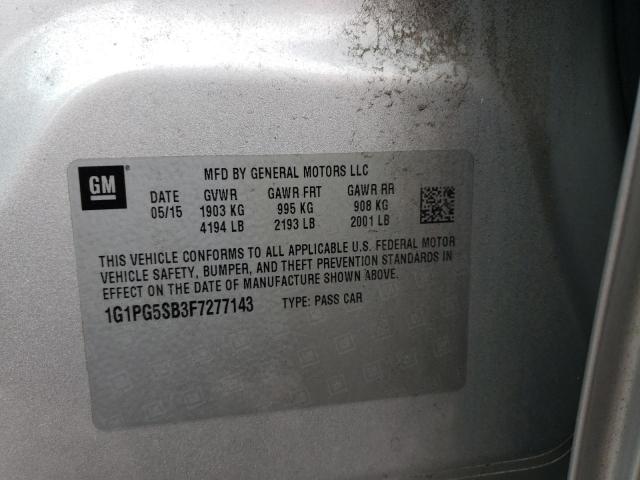 GM
MFD BY GENERAL MOTORS LLC
DATE GVWR GAWR FRT GAWR RR
05/15 1903 KG 995 KG 908 KG
4194 LB 2193 LB 2001 LB
THIS VEHICLE CONFORMS TO ALL APPLICABLE U.S. FEDERAL MOTOR
VEHICLE SAFETY, BUMPER, AND THEFT PREVENTION STANDARDS IN
EFFECT ON THE DATE OF MANUFACTURE SHOWN ABOVE.
1G1PG5SB3F7277143 TYPE: PASS CAR